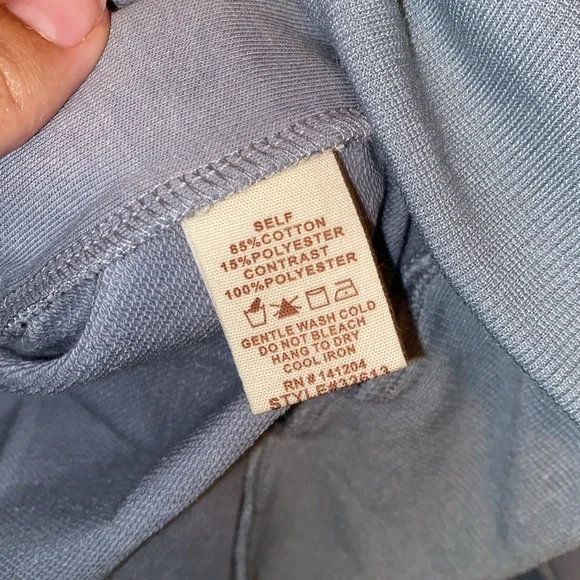 SELF
85%COTTON
15%POLYESTER
CONTRAST
100%POLYESTER
GENTLE WASH COLD
DO NOT BLEACH
HANG TO DRY
COOL IRON
RN#141204
STYLE#32613